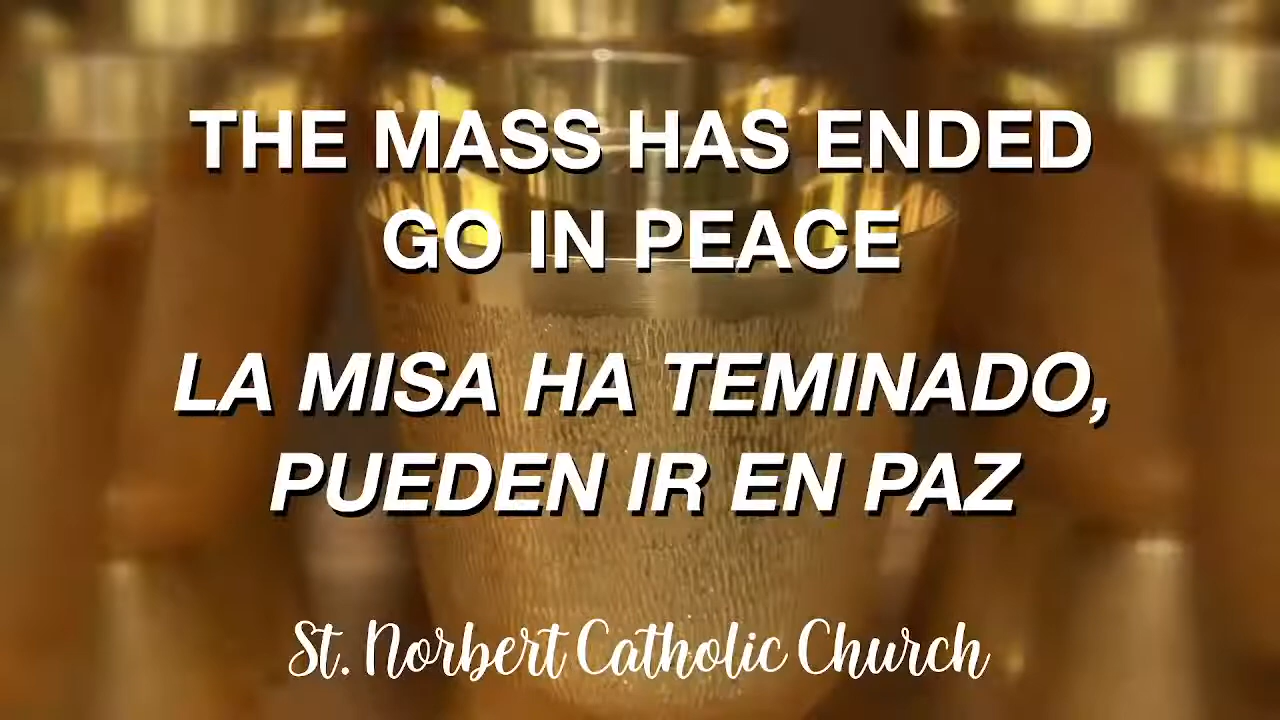 THE MASS HAS ENDED
GO IN PEACE
LA MISA HA TEMINADO,
PUEDEN IR EN PAZ
St. Norbert Catholic Church